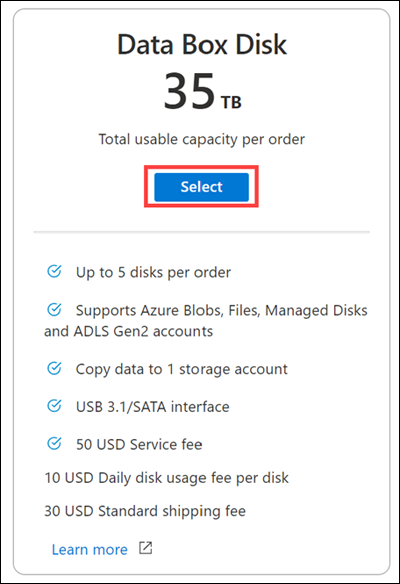 Data Box Disk
35 TB
Total usable capacity per order
Select
Up to 5 disks per order
Supports Azure Blobs, Files, Managed Disks
and ADLS Gen2 accounts
Copy data to 1 storage account
USB 3.1/SATA interface
50 USD Service fee
10 USD Daily disk usage fee per disk
30 USD Standard shipping fee
Learn more